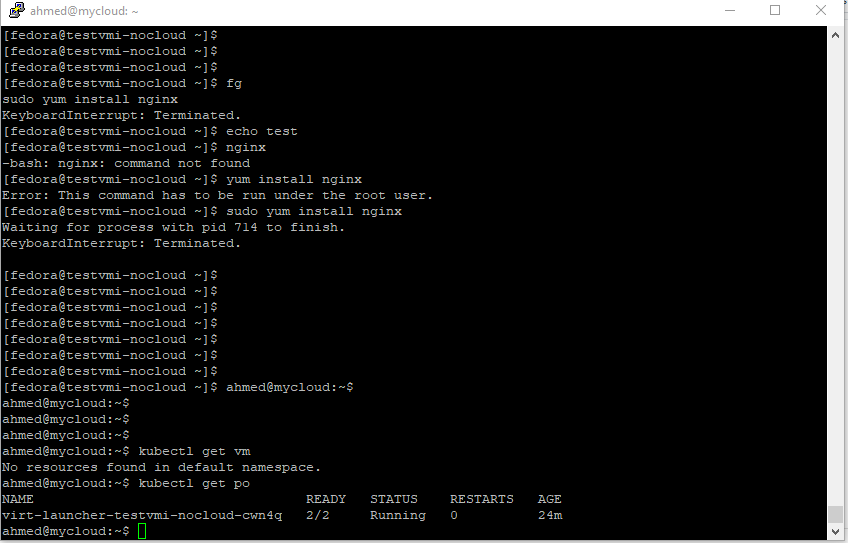 ahmed@mycloud: ~
[fedora@testvmi-nocloud ~]$
[fedora@testvmi-nocloud ~]$
[fedora@testvmi-nocloud ~]$
[fedora@testvmi-nocloud ~]$ fg
sudo yum install nginx
KeyboardInterrupt: Terminated.
[fedora@testvmi-nocloud ~]$ echo test
[fedora@testvmi-nocloud ~]$ nginx
-bash: nginx: command not found
[fedora@testvmi-nocloud ~]$ yum install nginx
Error: This command has to be run under the root user.
[fedora@testvmi-nocloud ~]$ sudo yum install nginx
Waiting for process with pid 714 to finish.
KeyboardInterrupt: Terminated.
[fedora@testvmi-nocloud ~]$
[fedora@testvmi-nocloud ~]$
[fedora@testvmi-nocloud ~]$
[fedora@testvmi-nocloud ~]$
[fedora@testvmi-nocloud ~]$
[fedora@testvmi-nocloud ~]$
[fedora@testvmi-nocloud ~]$
[fedora@testvmi-nocloud ~]$ ahmed@mycloud:~$
ahmed@mycloud:~$
ahmed@mycloud:~$
ahmed@mycloud:~$
ahmed@mycloud:~$ kubectl get vm
No resources found in default namespace.
ahmed@mycloud:~$ kubectl get po
NAME READY STATUS RESTARTS AGE
virt-launcher-testvmi-nocloud-cwn4q 2/2 Running 0 24m
ahmed@mycloud:~$